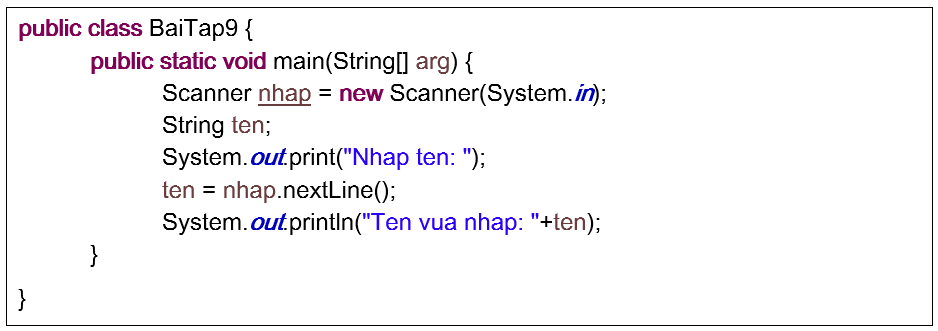 public class BaiTap9 {
public static void main(String[] arg) {
Scanner nhap = new Scanner(System.in);
String ten;
System.out.print("Nhap ten: ");
ten = nhap.nextLine();
System.out.println("Ten vua nhap: "+ten);
}
}